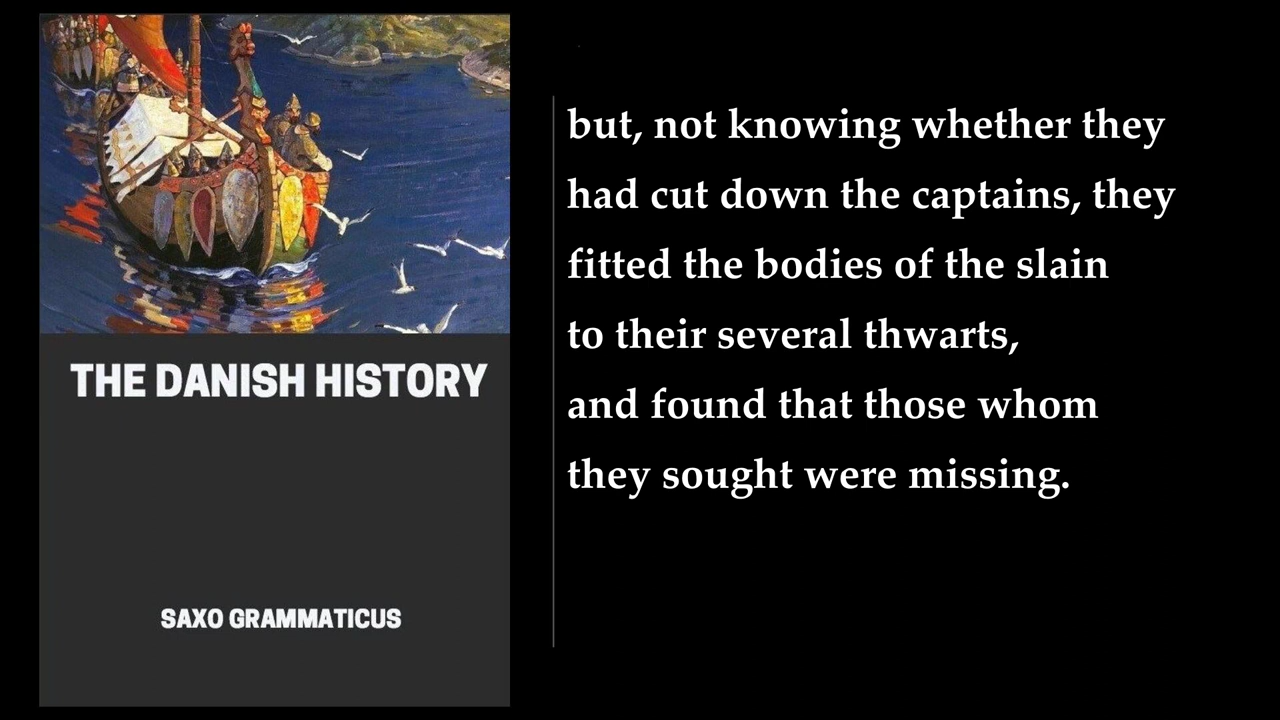 THE DANISH HISTORY
SAXO GRAMMATICUS
but, not knowing whether they
had cut down the captains, they
fitted the bodies of the slain
to their several thwarts,
and found that those whom
they sought were missing.